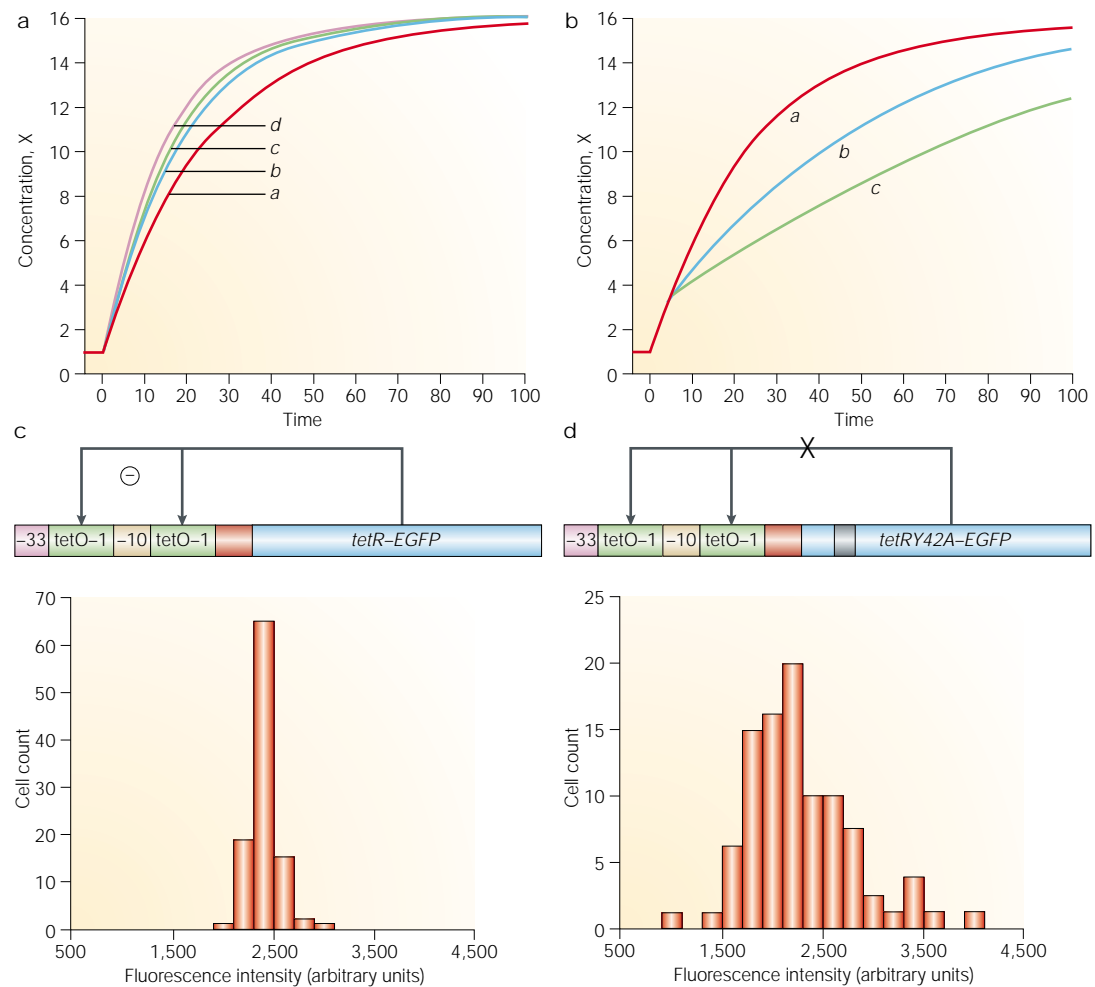 a
16
14
12
10
8
6
4
2
0
Concentration, X
d
c
b
a
0 10 20 30 40 50 60 70 80 90 100
Time
b
16
14
12
10
8
6
4
2
0
Concentration, X
a
b
c
0 10 20 30 40 50 60 70 80 90 100
Time
c
−
–33 tetO–1 –10 tetO–1 tetR–EGFP
70
60
50
40
30
20
10
0
Cell count
500 1,500 2,500 3,500 4,500
Fluorescence intensity (arbitrary units)
d
X
–33 tetO–1 –10 tetO–1 tetRY42A–EGFP
25
20
15
10
5
0
Cell count
500 1,500 2,500 3,500 4,500
Fluorescence intensity (arbitrary units)